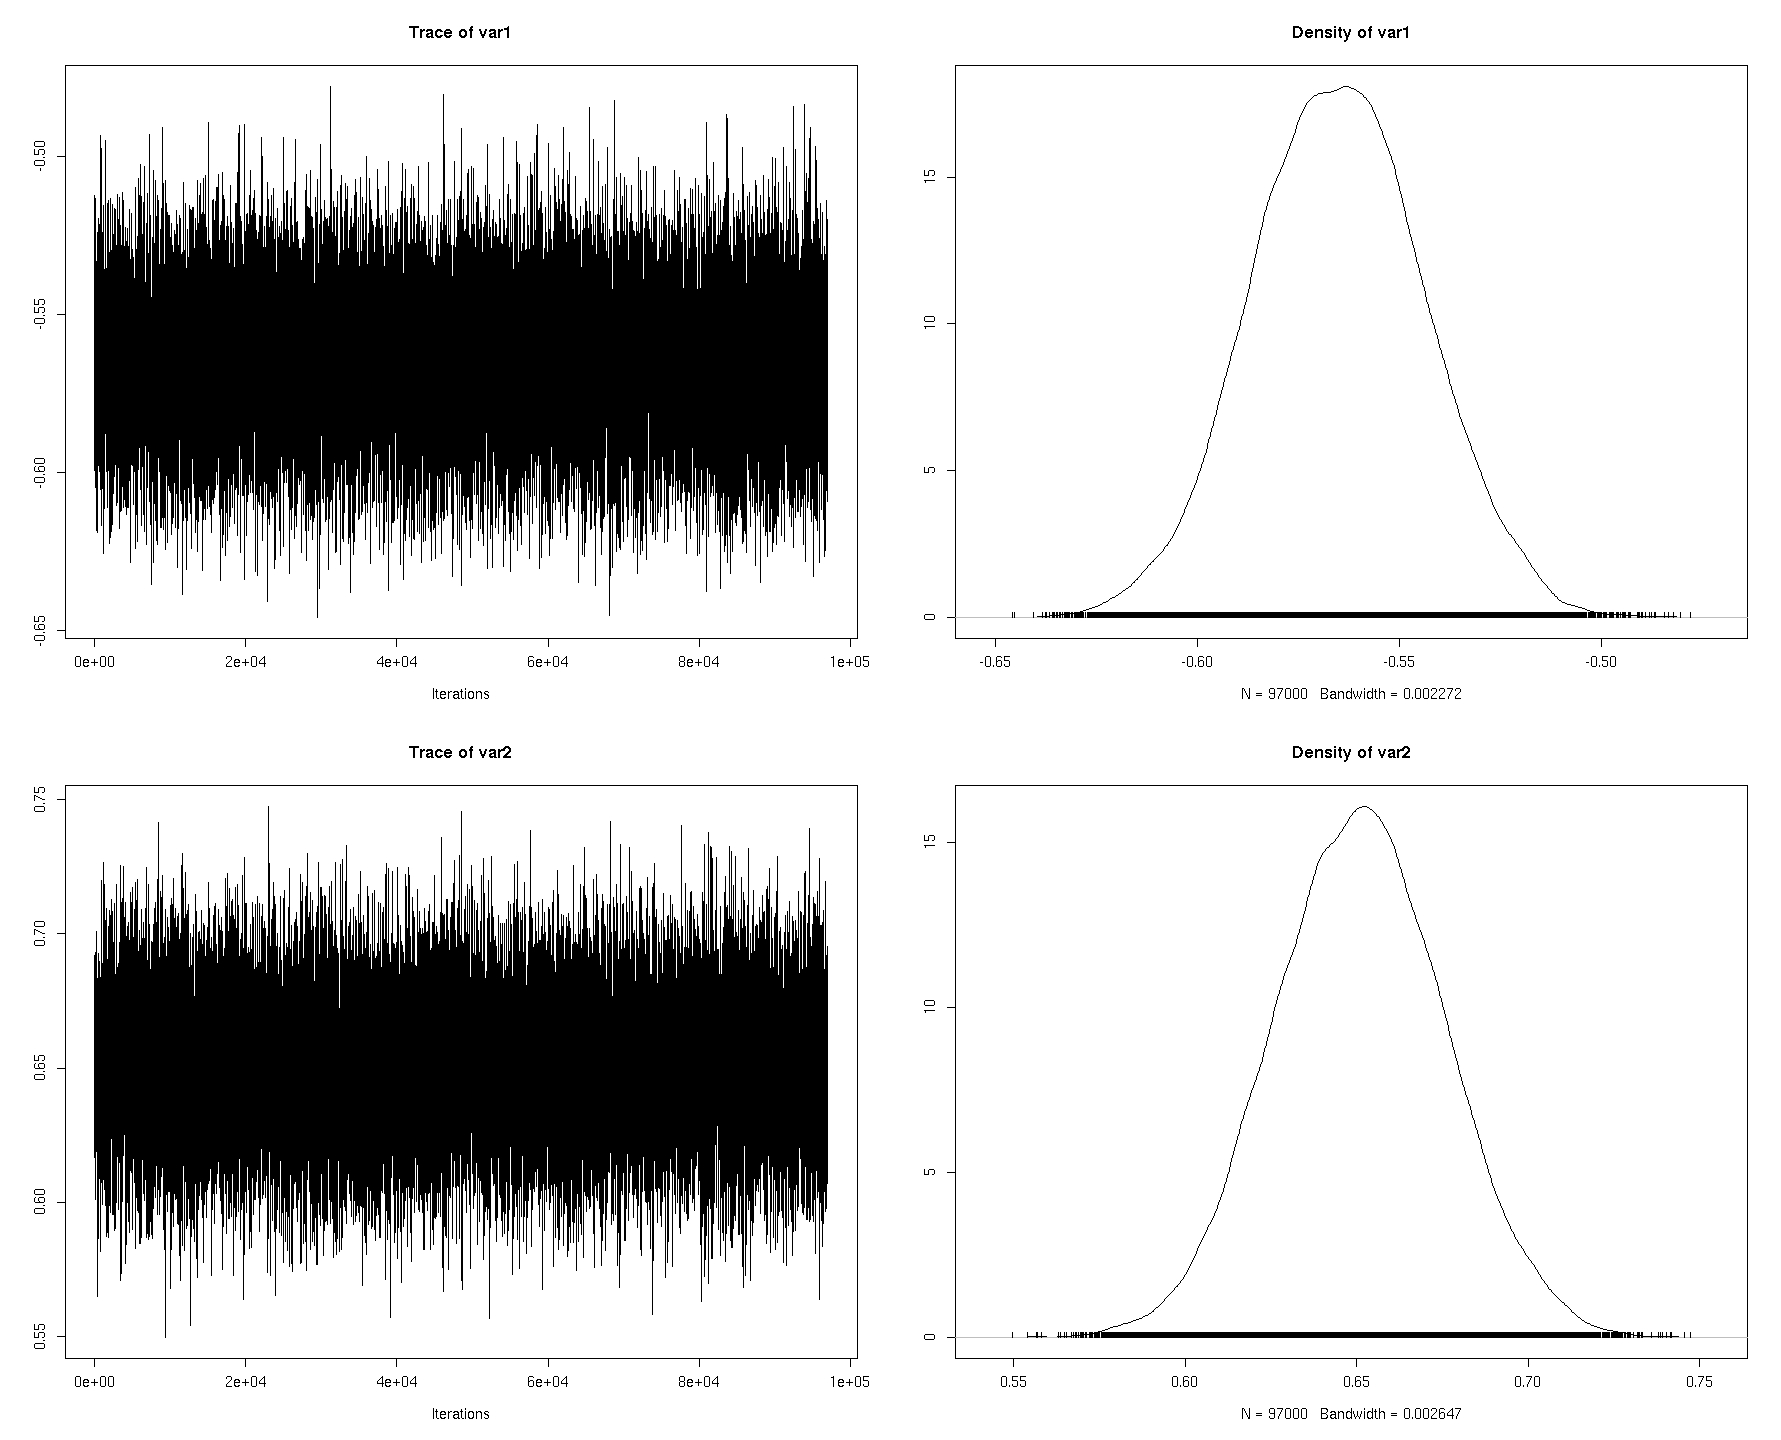 Trace of var1
-0.50
-0.55
-0.60
-0.65
0e+00 2e+04 4e+04 6e+04 8e+04 1e+05
Iterations
Density of var1
15
10
5
0
-0.65 -0.60 -0.55 -0.50
N = 97000 Bandwidth = 0.002272
Trace of var2
0.75
0.70
0.65
0.60
0.55
0e+00 2e+04 4e+04 6e+04 8e+04 1e+05
Iterations
Density of var2
15
10
5
0
0.55 0.60 0.65 0.70 0.75
N = 97000 Bandwidth = 0.002647